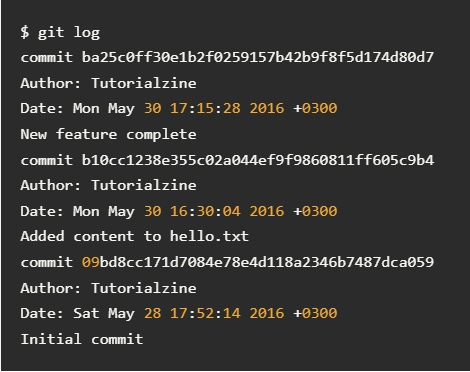 $ git log
commit ba25c0ff30e1b2f0259157b42b9f8f5d174d80d7
Author: Tutorialzine
Date: Mon May 30 17:15:28 2016 +0300
New feature complete
commit b10cc1238e355c02a044ef9f9860811ff605c9b4
Author: Tutorialzine
Date: Mon May 30 16:30:04 2016 +0300
Added content to hello.txt
commit 09bd8cc171d7084e78e4d118a2346b7487dca059
Author: Tutorialzine
Date: Sat May 28 17:52:14 2016 +0300
Initial commit